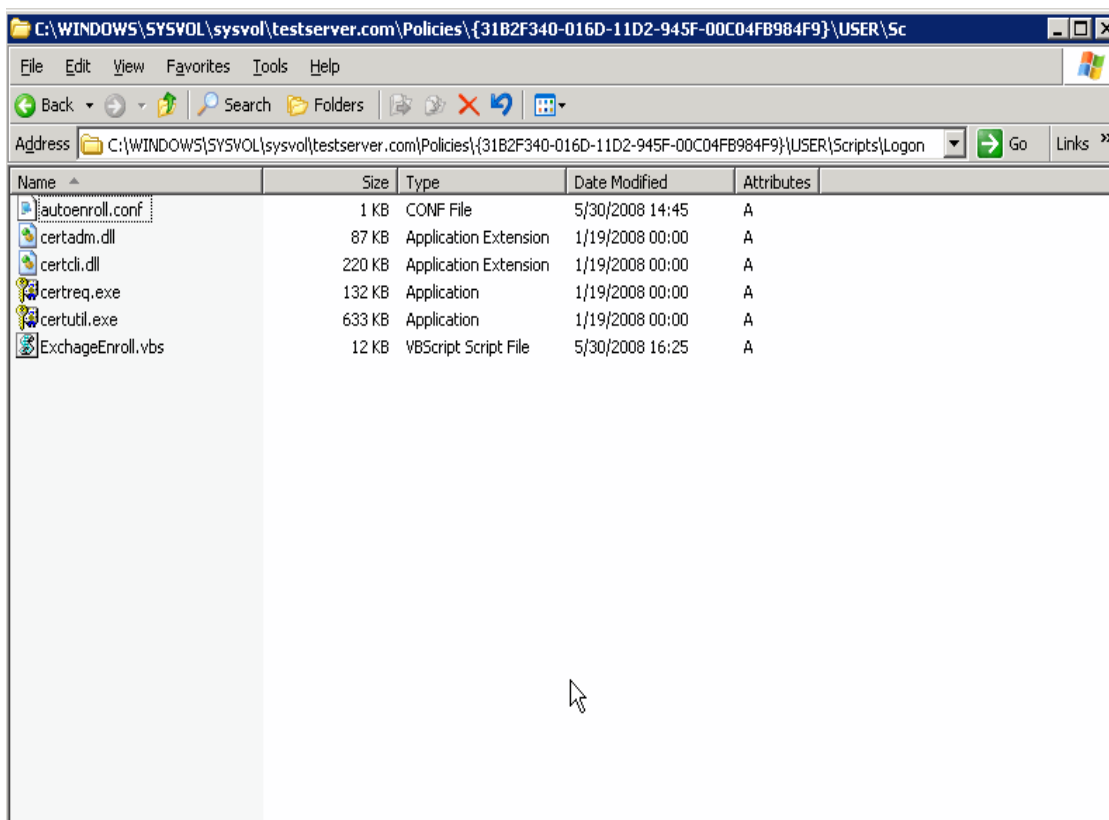 C:\WINDOWS\SYSVOL\sysvol\testserver.com\Policies\{31B2F340-016D-11D2-945F-00C04FB984F9}\USER\Sc
File Edit View Favorites Tools Help
Back Search Folders
Address C:\WINDOWS\SYSVOL\sysvol\testserver.com\Policies\{31B2F340-016D-11D2-945F-00C04FB984F9}\USER\Scripts\Logon Go Links »
Name Size Type Date Modified Attributes
autoenroll.conf 1 KB CONF File 5/30/2008 14:45 A
certadm.dll 87 KB Application Extension 1/19/2008 00:00 A
certcli.dll 220 KB Application Extension 1/19/2008 00:00 A
certreq.exe 132 KB Application 1/19/2008 00:00 A
certutil.exe 633 KB Application 1/19/2008 00:00 A
ExchageEnroll.vbs 12 KB VBScript Script File 5/30/2008 16:25 A